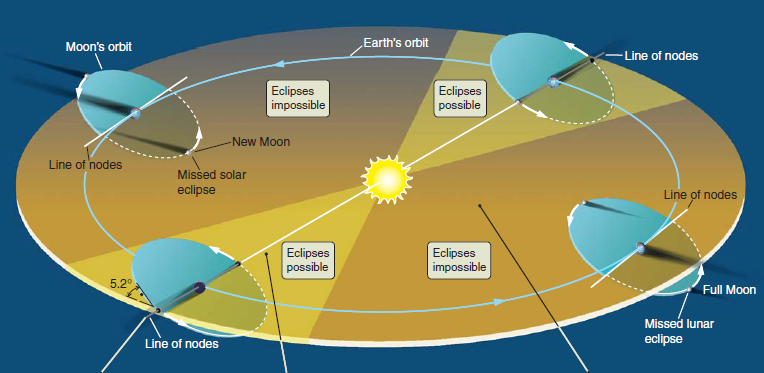 Moon's orbit
Earth's orbit
Line of nodes
Eclipses
impossible
Eclipses
possible
New Moon
Line of nodes
Missed solar
eclipse
Line of nodes
Eclipses
possible
Eclipses
impossible
5.2°
Full Moon
Missed lunar
eclipse
Line of nodes